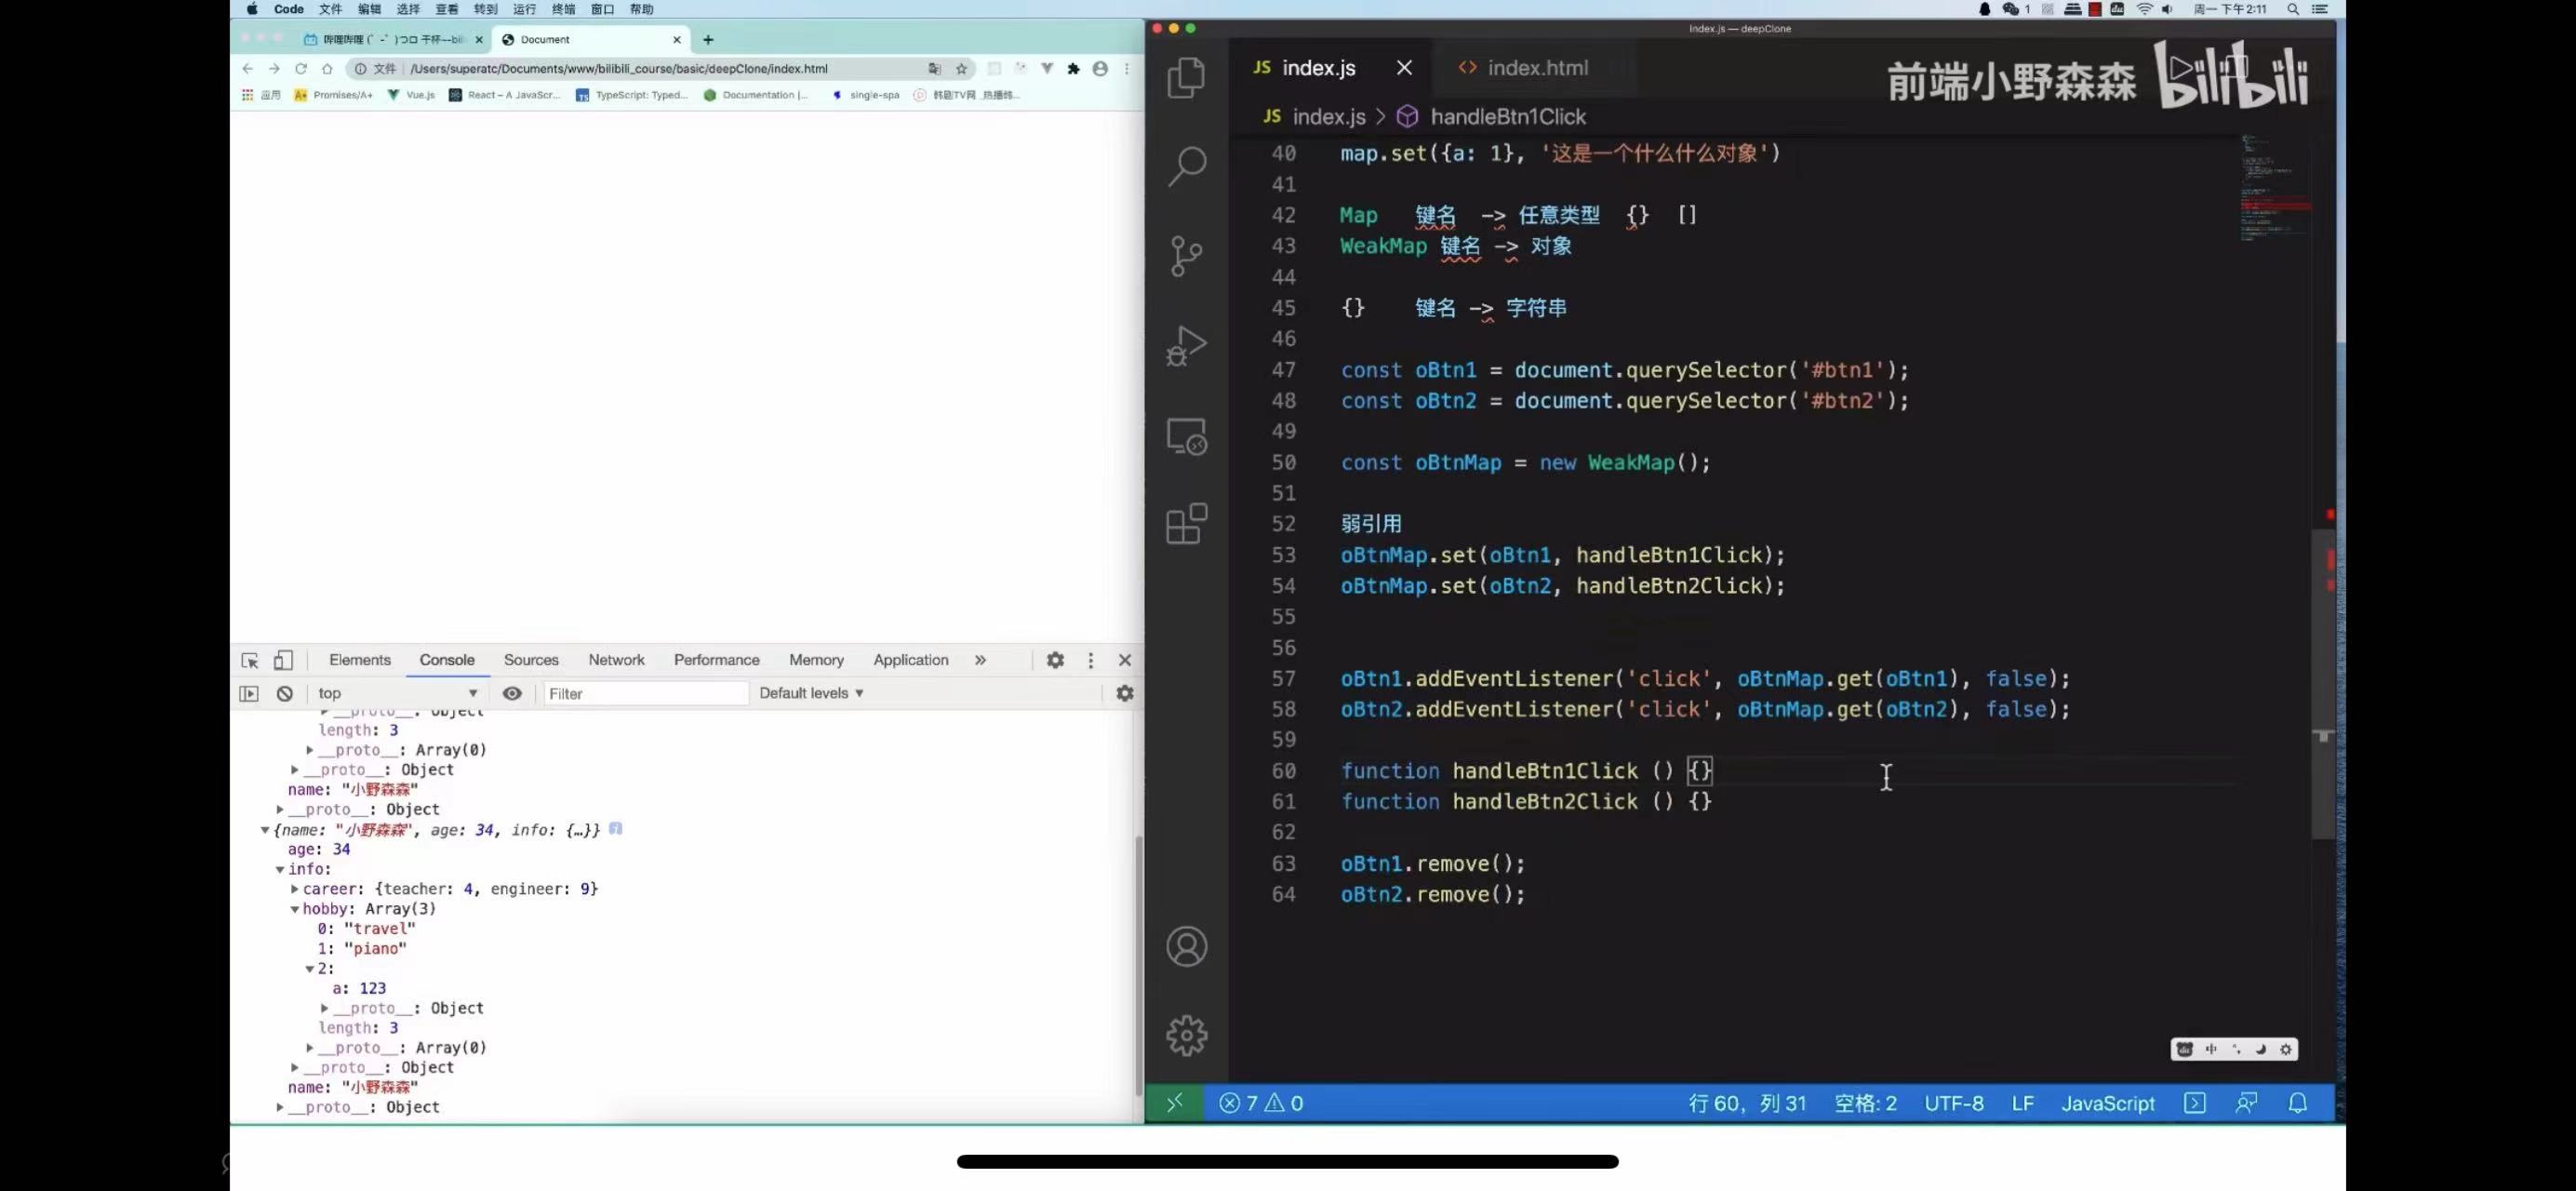 Code 文件 编辑 选择 查看 转到 运行 终端 窗口 帮助
1 周一下午2:11
哔哩哔哩 (゜-゜)つロ 干杯~-bili
Document
文件 /Users/superatc/Documents/www/bilibili_course/basic/deepClone/index.html
应用 Promises/A+ Vue.js React – A JavaScr... TypeScript: Typed... Documentation |... single-spa 韩剧TV网_热播韩...
Elements Console Sources Network Performance Memory Application »
top Filter Default levels
__proto__: Object
length: 3
__proto__: Array(0)
__proto__: Object
name: "小野森森"
__proto__: Object
{name: "小野森森", age: 34, info: {…}}
age: 34
info:
career: {teacher: 4, engineer: 9}
hobby: Array(3)
0: "travel"
1: "piano"
2:
a: 123
__proto__: Object
length: 3
__proto__: Array(0)
__proto__: Object
name: "小野森森"
__proto__: Object
index.js — deepClone
JS index.js index.html
前端小野森森 bilibili
JS index.js > handleBtn1Click
40 map.set({a: 1}, '这是一个什么什么对象')
41
42 Map 键名 -> 任意类型 {} []
43 WeakMap 键名 -> 对象
44
45 {} 键名 -> 字符串
46
47 const oBtn1 = document.querySelector('#btn1');
48 const oBtn2 = document.querySelector('#btn2');
49
50 const oBtnMap = new WeakMap();
51
52 弱引用
53 oBtnMap.set(oBtn1, handleBtn1Click);
54 oBtnMap.set(oBtn2, handleBtn2Click);
55
56
57 oBtn1.addEventListener('click', oBtnMap.get(oBtn1), false);
58 oBtn2.addEventListener('click', oBtnMap.get(oBtn2), false);
59
60 function handleBtn1Click () {}
61 function handleBtn2Click () {}
62
63 oBtn1.remove();
64 oBtn2.remove();
中
7 0 行 60，列 31 空格: 2 UTF-8 LF JavaScript